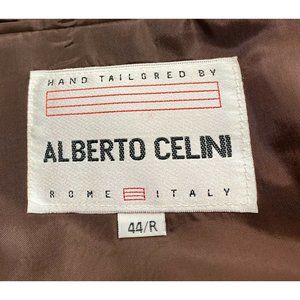 HAND TAILORED BY
ALBERTO CELINI
ROME ITALY
44/R